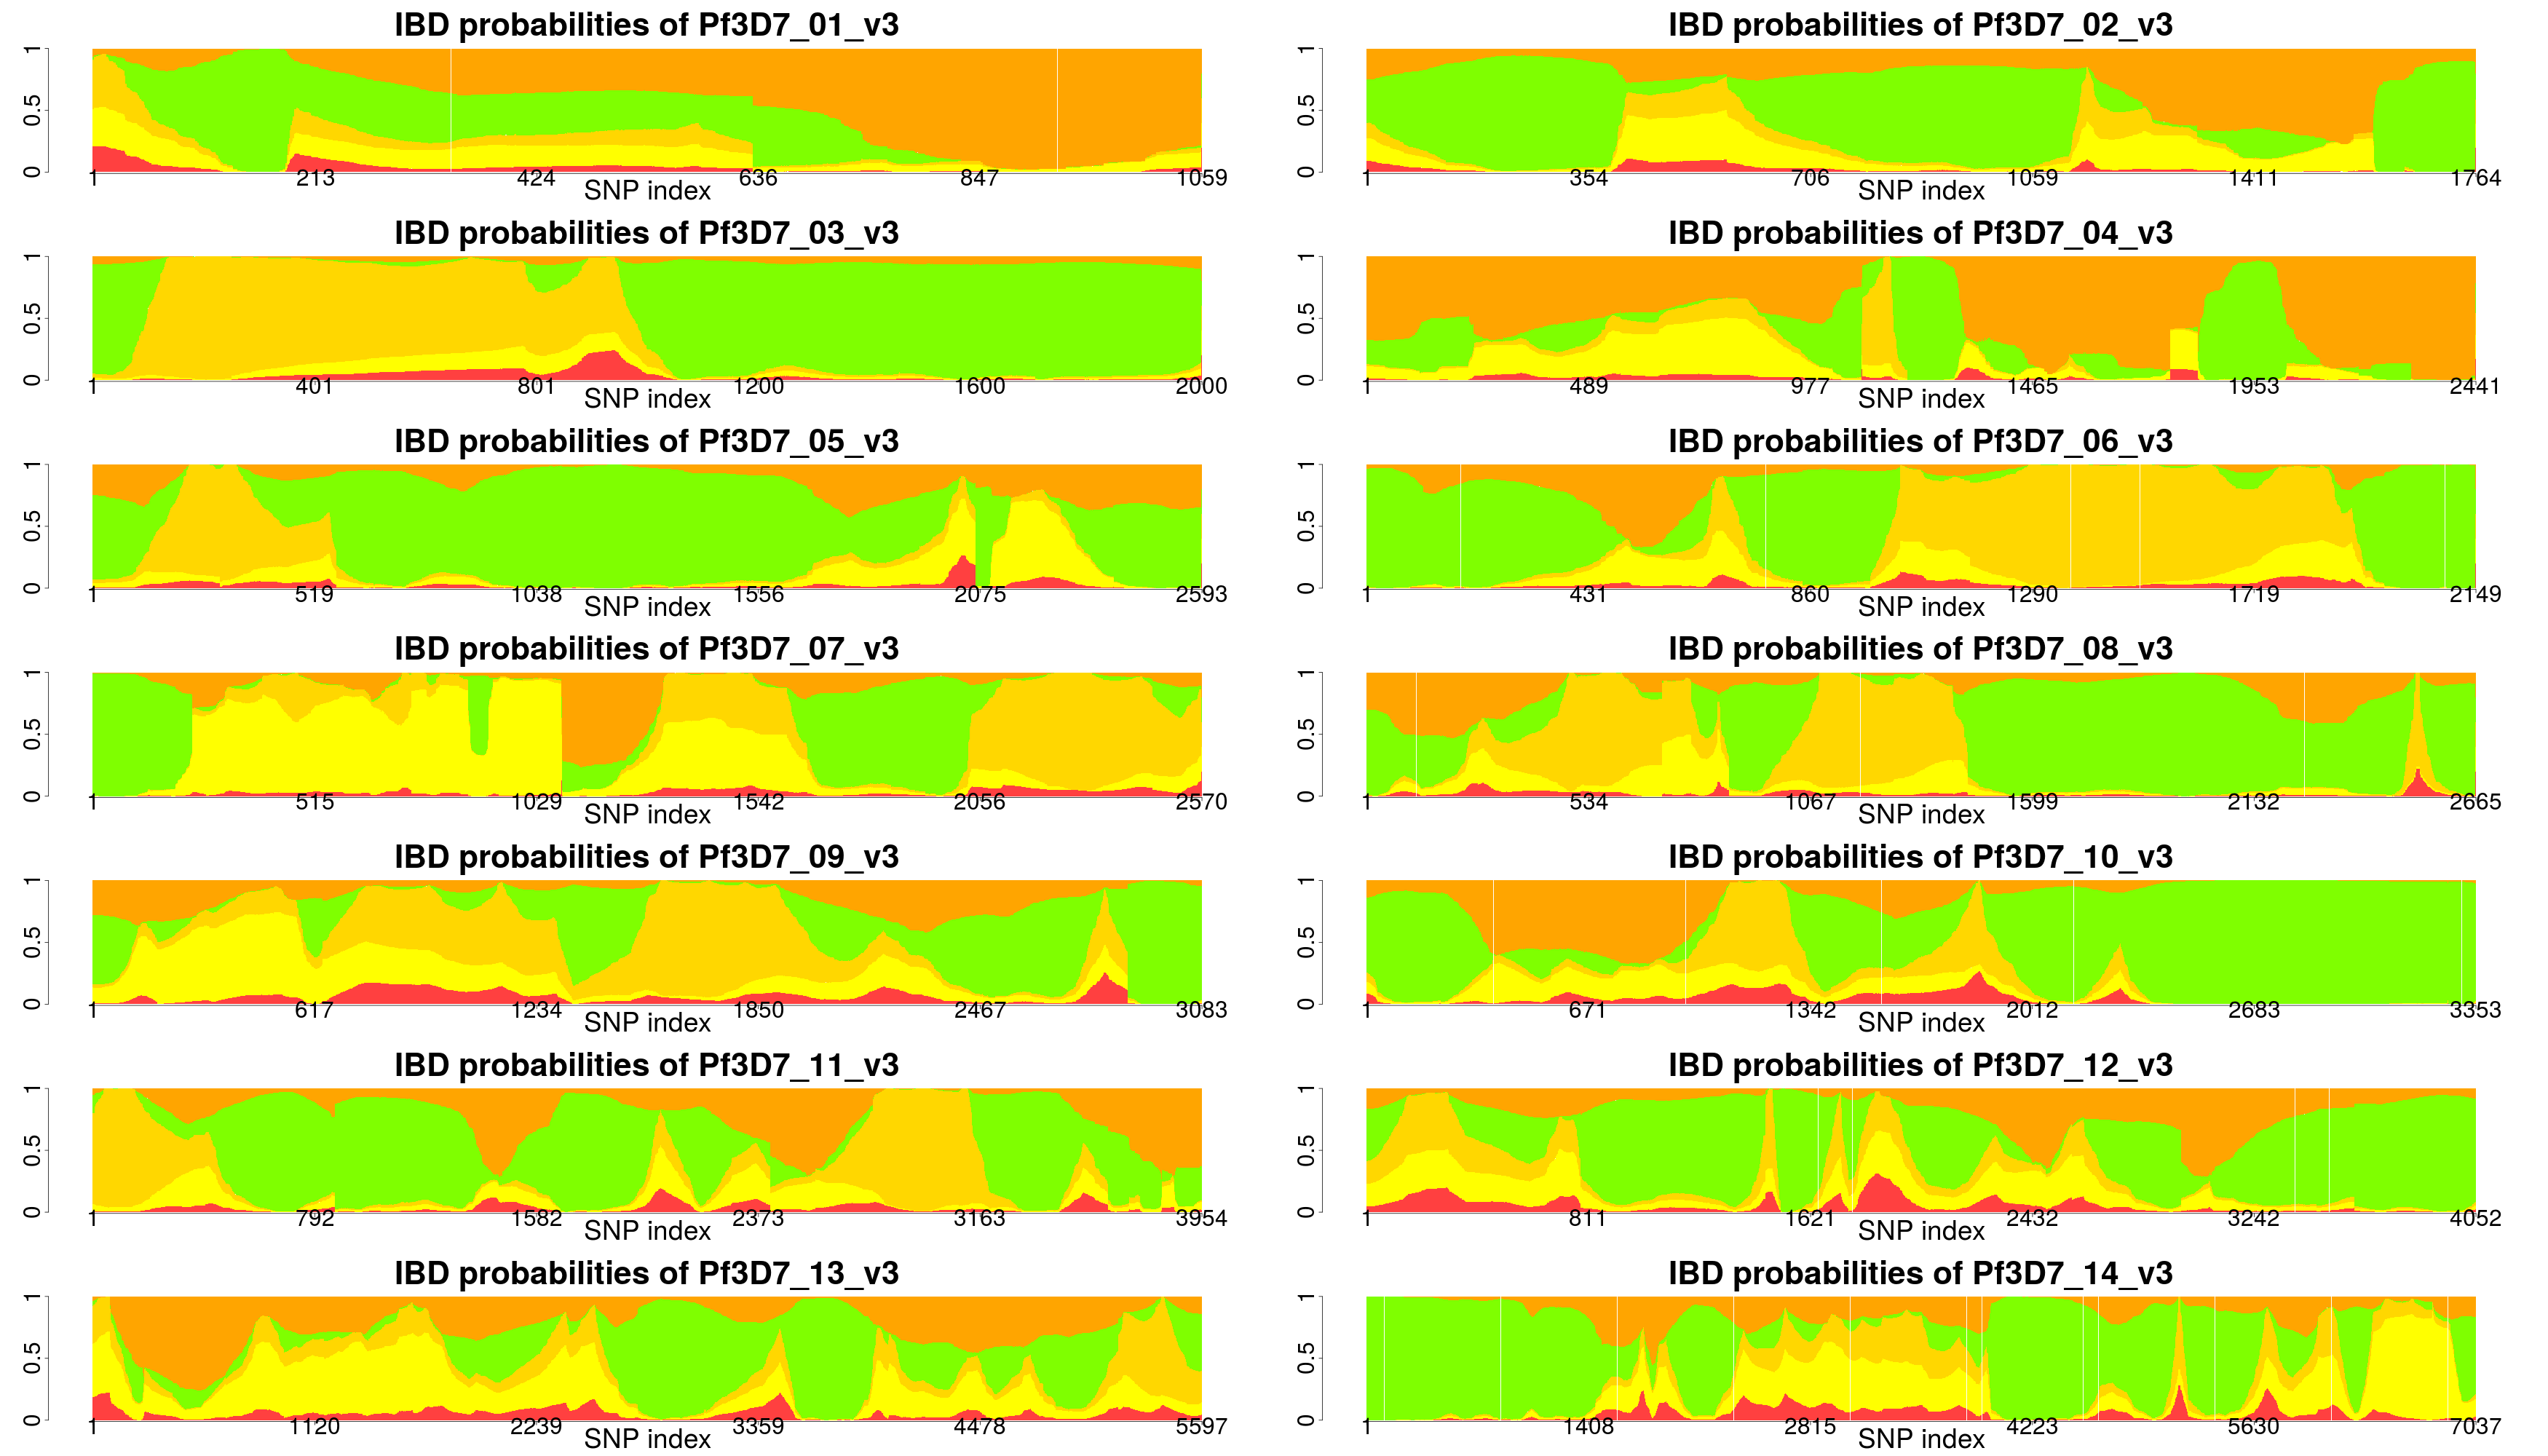 IBD probabilities of Pf3D7_01_v3
1
0.5
0
1 213 424 636 847 1059
SNP index
IBD probabilities of Pf3D7_02_v3
1
0.5
0
1 354 706 1059 1411 1764
SNP index
IBD probabilities of Pf3D7_03_v3
1
0.5
0
1 401 801 1200 1600 2000
SNP index
IBD probabilities of Pf3D7_04_v3
1
0.5
0
1 489 977 1465 1953 2441
SNP index
IBD probabilities of Pf3D7_05_v3
1
0.5
0
1 519 1038 1556 2075 2593
SNP index
IBD probabilities of Pf3D7_06_v3
1
0.5
0
1 431 860 1290 1719 2149
SNP index
IBD probabilities of Pf3D7_07_v3
1
0.5
0
1 515 1029 1542 2056 2570
SNP index
IBD probabilities of Pf3D7_08_v3
1
0.5
0
1 534 1067 1599 2132 2665
SNP index
IBD probabilities of Pf3D7_09_v3
1
0.5
0
1 617 1234 1850 2467 3083
SNP index
IBD probabilities of Pf3D7_10_v3
1
0.5
0
1 671 1342 2012 2683 3353
SNP index
IBD probabilities of Pf3D7_11_v3
1
0.5
0
1 792 1582 2373 3163 3954
SNP index
IBD probabilities of Pf3D7_12_v3
1
0.5
0
1 811 1621 2432 3242 4052
SNP index
IBD probabilities of Pf3D7_13_v3
1
0.5
0
1 1120 2239 3359 4478 5597
SNP index
IBD probabilities of Pf3D7_14_v3
1
0.5
0
1 1408 2815 4223 5630 7037
SNP index